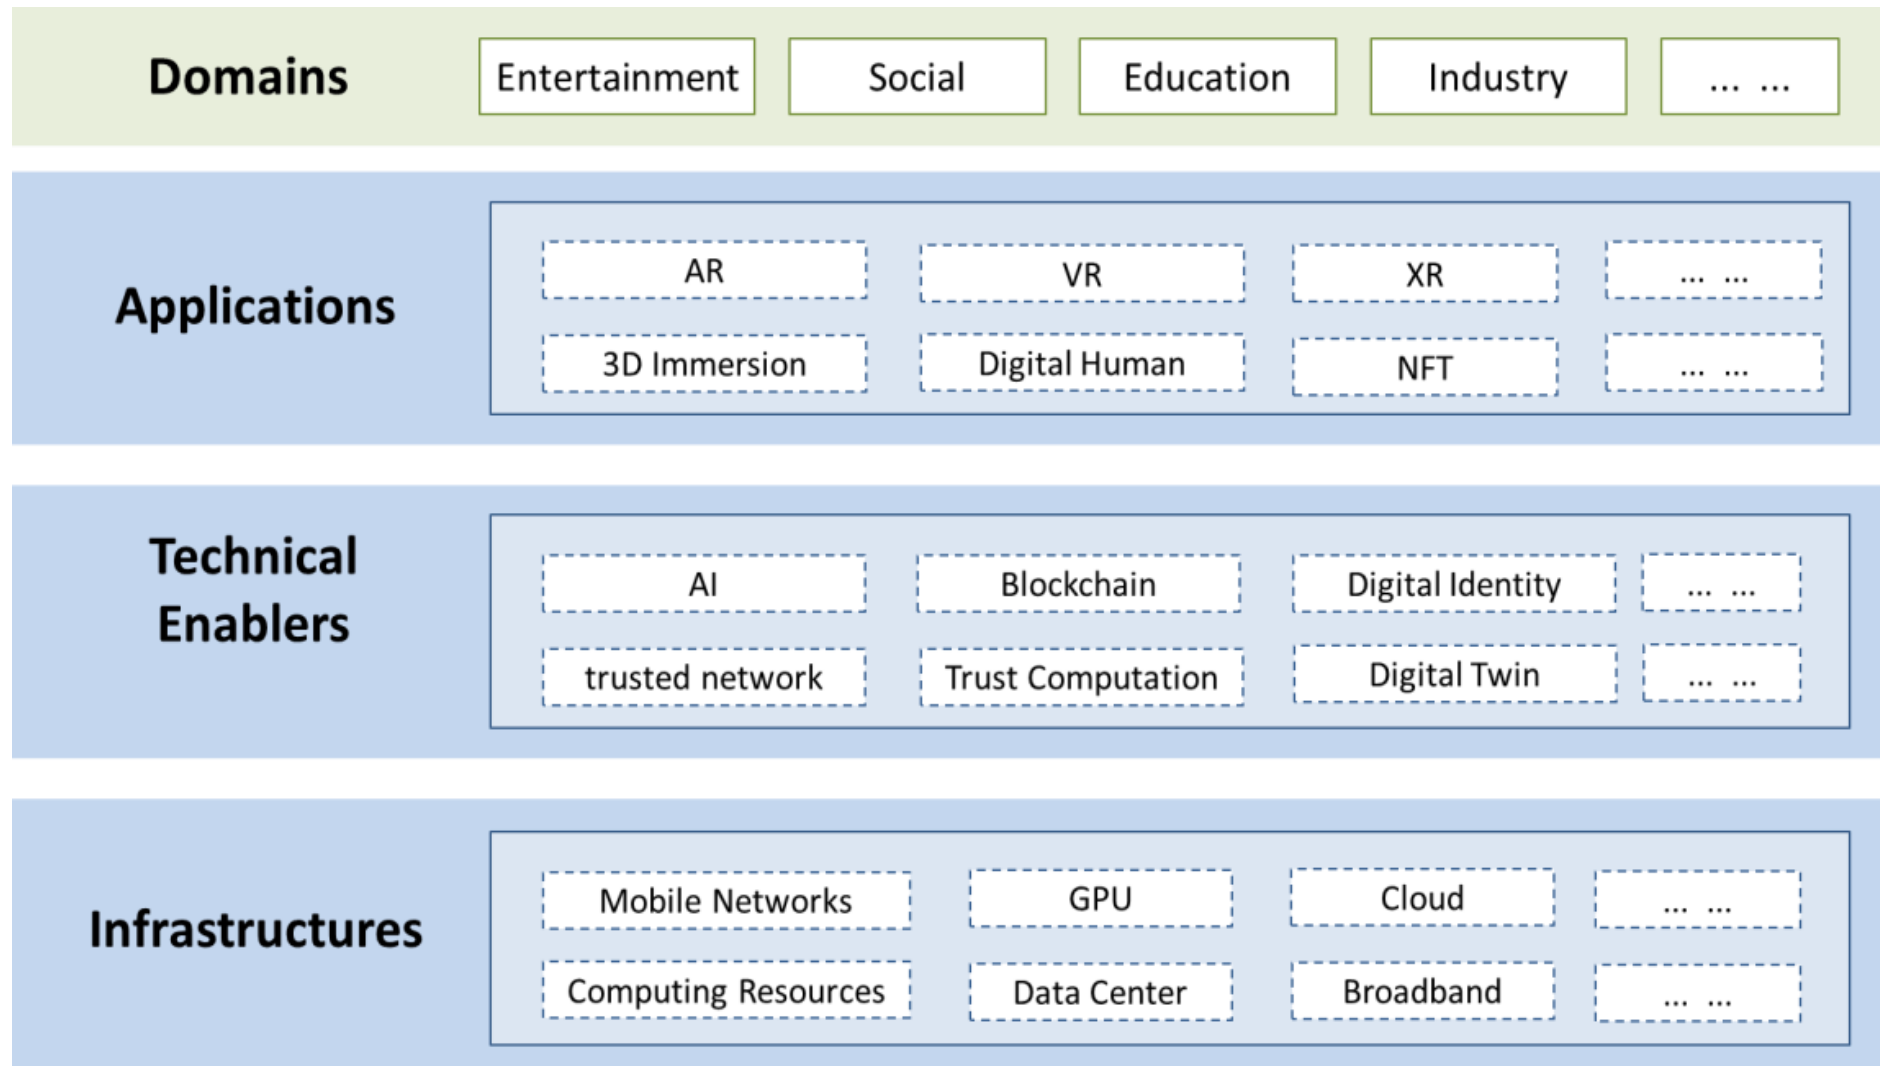 Domains
Entertainment
Social
Education
Industry
... ...
Applications
AR
VR
XR
... ...
3D Immersion
Digital Human
NFT
... ...
Technical
Enablers
AI
Blockchain
Digital Identity
... ...
trusted network
Trust Computation
Digital Twin
... ...
Infrastructures
Mobile Networks
GPU
Cloud
... ...
Computing Resources
Data Center
Broadband
... ...